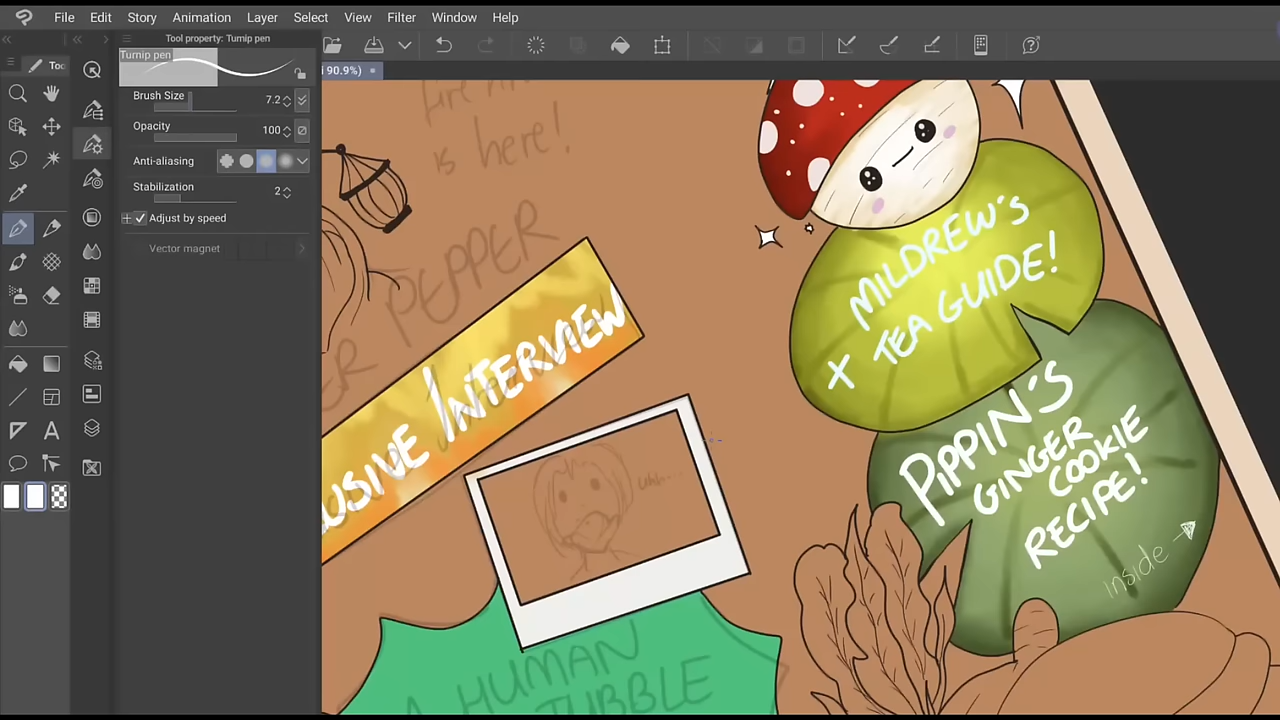 File Edit Story Animation Layer Select View Filter Window Help
Tool property: Turnip pen
Turnip pen
Brush Size 7.2
Opacity 100
Anti-aliasing
Stabilization 2
Adjust by speed
Vector magnet
Too
90.9%)
is here!
PEPPER
INTERVIEW
MILDREW'S
+ TEA GUIDE!
PIPPIN'S
GINGER
COOKIE
RECIPE!
inside
uhh....
A HUMAN